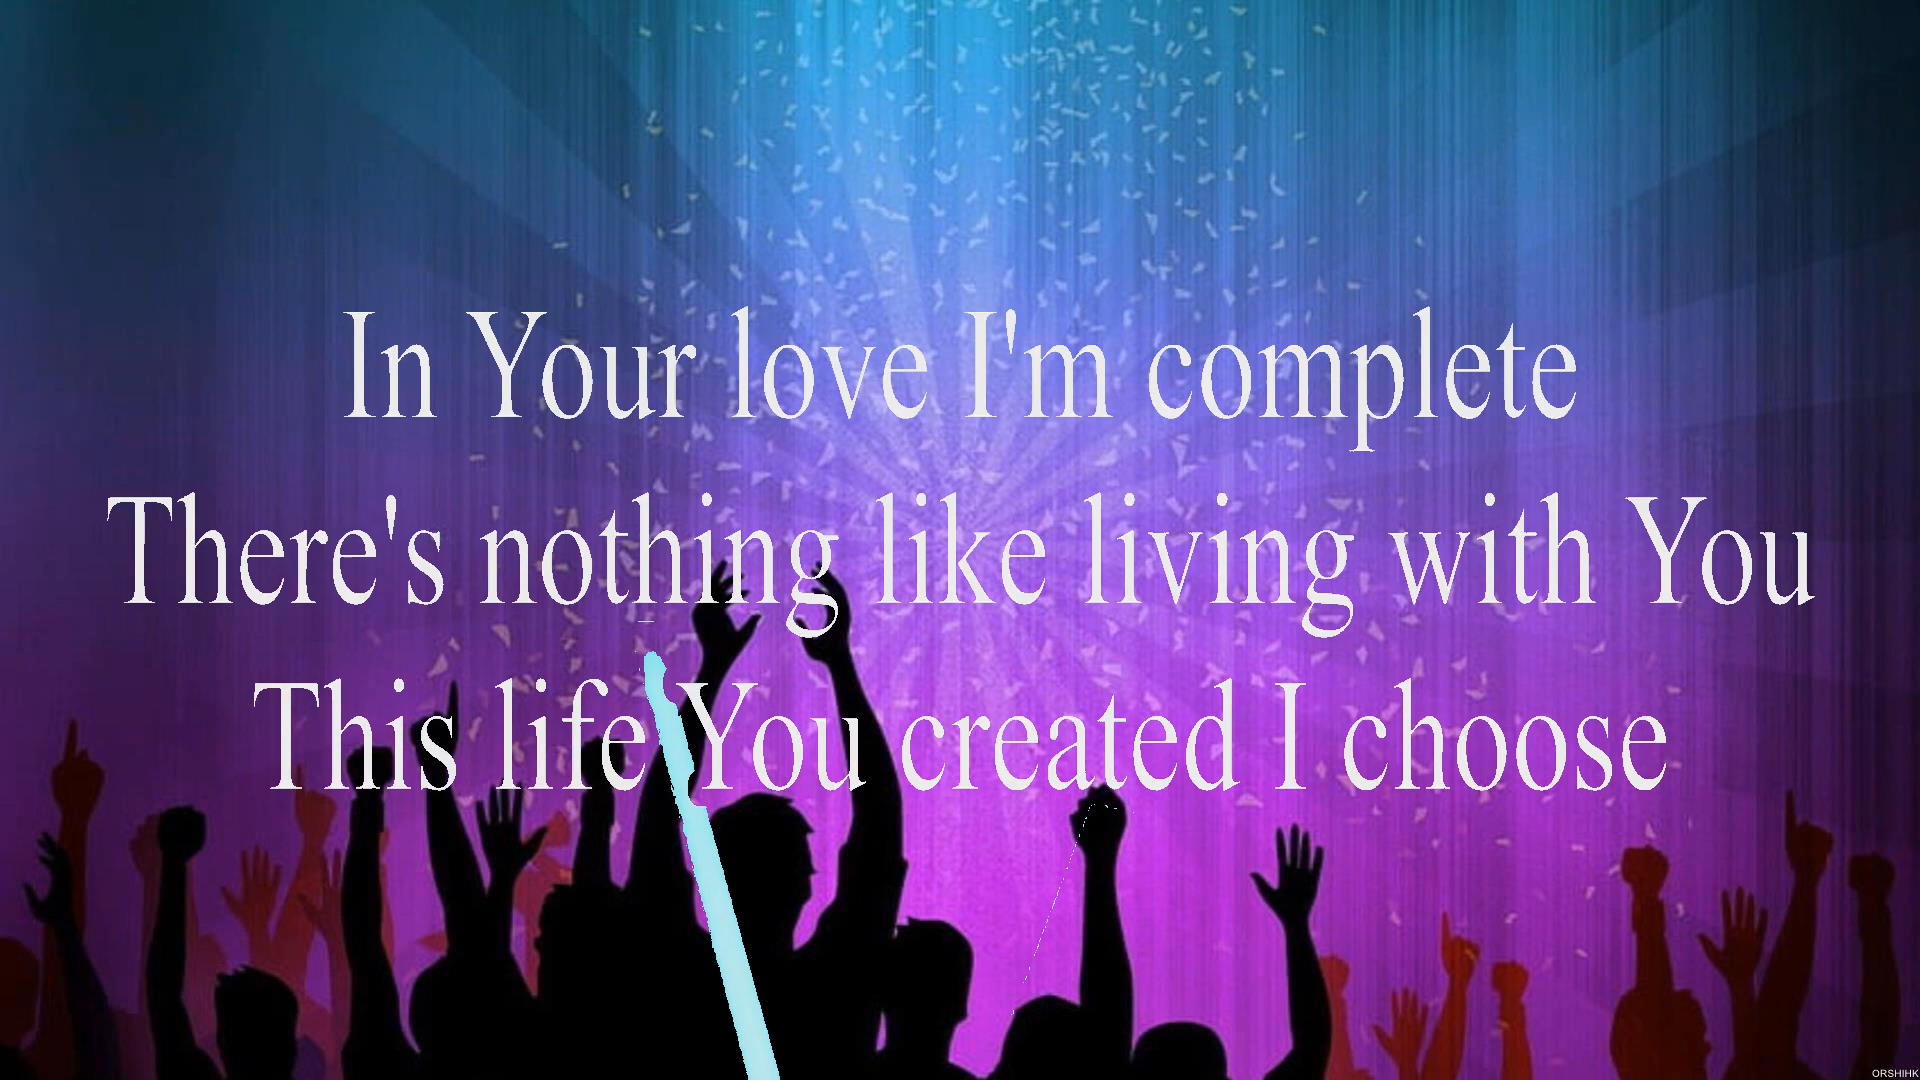 In Your love I'm complete
There's nothing like living with You
This life You created I choose
ORSHIHK